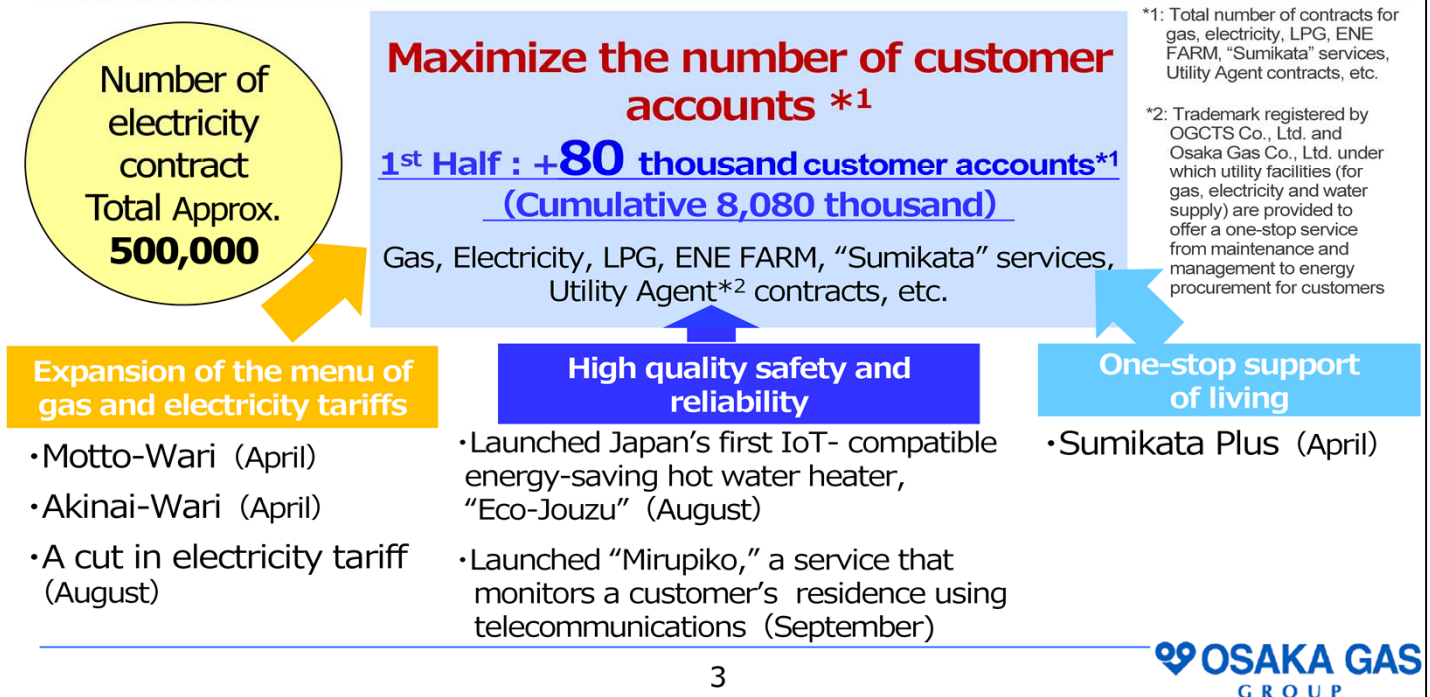 Number of
electricity
contract
Total Approx.
500,000
Maximize the number of customer
accounts *1
1st Half : +80 thousand customer accounts*1
（Cumulative 8,080 thousand）
Gas, Electricity, LPG, ENE FARM, “Sumikata” services,
Utility Agent*2 contracts, etc.
*1: Total number of contracts for
gas, electricity, LPG, ENE
FARM, “Sumikata” services,
Utility Agent contracts, etc.
*2: Trademark registered by
OGCTS Co., Ltd. and
Osaka Gas Co., Ltd. under
which utility facilities (for
gas, electricity and water
supply) are provided to
offer a one-stop service
from maintenance and
management to energy
procurement for customers
Expansion of the menu of
gas and electricity tariffs
・Motto-Wari（April）
・Akinai-Wari（April）
・A cut in electricity tariff
（August）
High quality safety and
reliability
・Launched Japan’s first IoT- compatible
energy-saving hot water heater,
“Eco-Jouzu”（August）
・Launched “Mirupiko,” a service that
monitors a customer’s residence using
telecommunications（September）
One-stop support
of living
・Sumikata Plus（April）
3
OSAKA GAS
GROUP